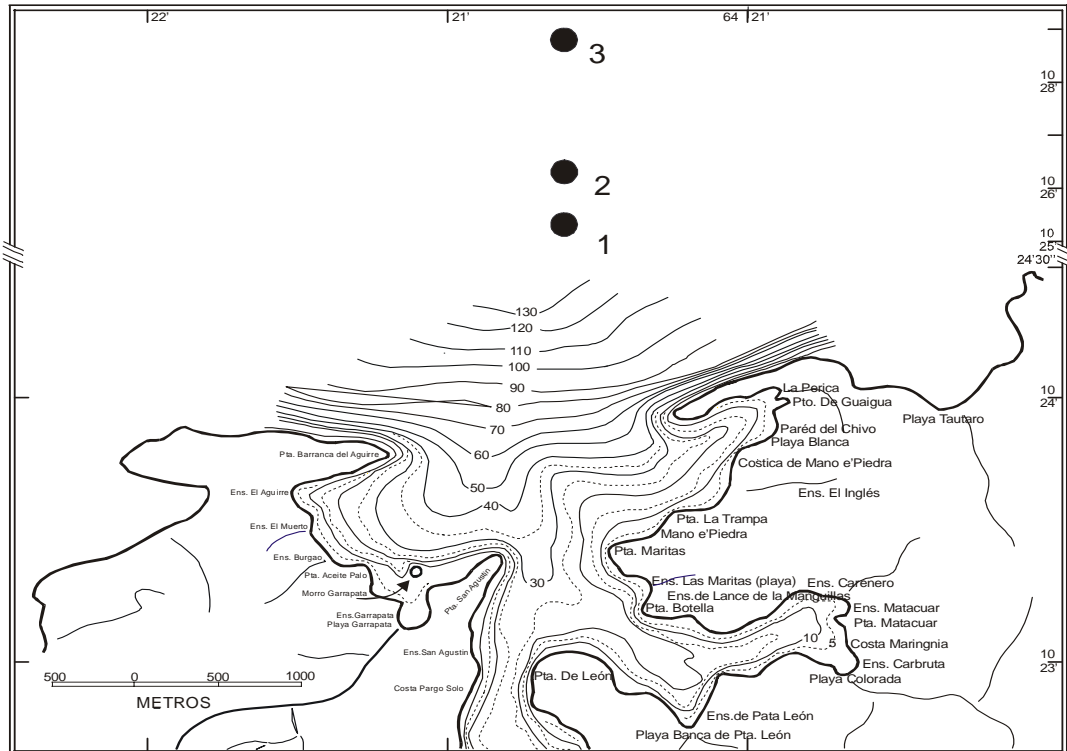 22'
21'
64 21'
3
10
28'
2
10
26'
1
10
25'
24'30''
130
120
110
100
90
80
70
60
50
40
30
La Perica
Pto. De Guaigua
10
24'
Playa Tautaro
Paréd del Chivo
Playa Blanca
Pta. Barranca del Aguirre
Costica de Mano e'Piedra
Ens. El Aguirre
Ens. El Inglés
Pta. La Trampa
Ens. El Muerto
Mano e'Piedra
Pta. Maritas
Ens. Burgao
Pta. Aceite Palo
Morro Garrapata
Pta. San Agustin
Ens. Las Maritas (playa)
Ens. Carenero
Ens.de Lance de la Manguillas
Pta. Botella
Ens. Matacuar
Pta. Matacuar
Ens.Garrapata
Playa Garrapata
10
5
Costa Maringnia
Ens.San Agustin
Ens. Carbruta
10
23'
Pta. De León
Playa Colorada
Costa Pargo Solo
500
0
500
1000
METROS
Ens.de Pata León
Playa Banca de Pta. León